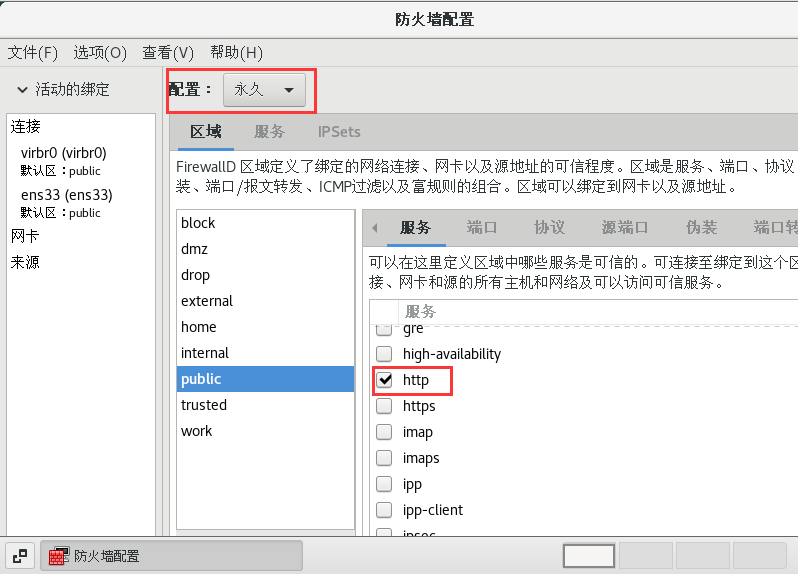 防火墙配置
文件(F) 选项(O) 查看(V) 帮助(H)
活动的绑定
连接
virbr0 (virbr0)
默认区：public
ens33 (ens33)
默认区：public
网卡
来源
配置： 永久
区域 服务 IPSets
FirewallD 区域定义了绑定的网络连接、网卡以及源地址的可信程度。区域是服务、端口、协议
装、端口/报文转发、ICMP过滤以及富规则的组合。区域可以绑定到网卡以及源地址。
block
dmz
drop
external
home
internal
public
trusted
work
服务 端口 协议 源端口 伪装 端口转
可以在这里定义区域中哪些服务是可信的。可连接至绑定到这个区
接、网卡和源的所有主机和网络及可以访问可信服务。
服务
gre
high-availability
http
https
imap
imaps
ipp
ipp-client
ipsec
防火墙配置